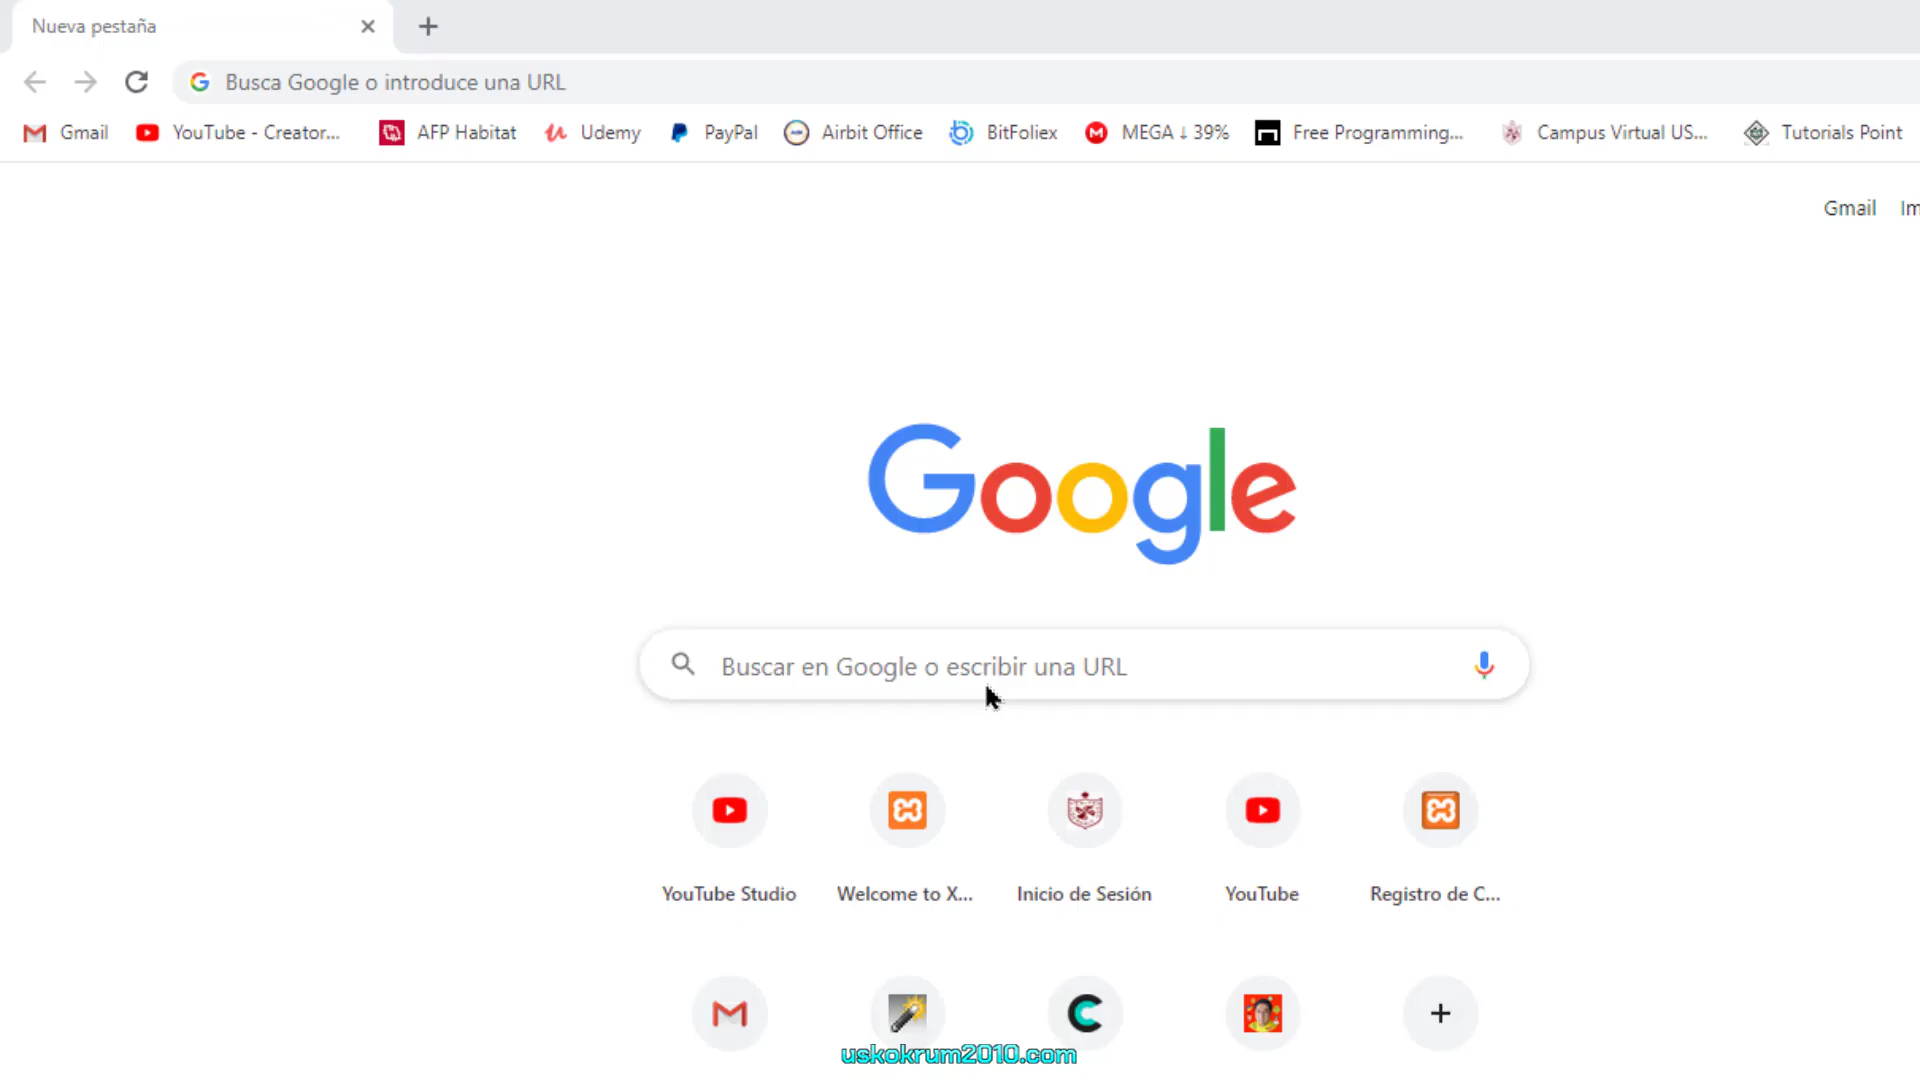 Nueva pestaña
Busca Google o introduce una URL
Gmail YouTube - Creator... AFP Habitat Udemy PayPal Airbit Office BitFoliex MEGA ↓ 39% Free Programming... Campus Virtual US... Tutorials Point
Gmail Im
Google
Buscar en Google o escribir una URL
YouTube Studio Welcome to X... Inicio de Sesión YouTube Registro de C...
uskokrum2010.com